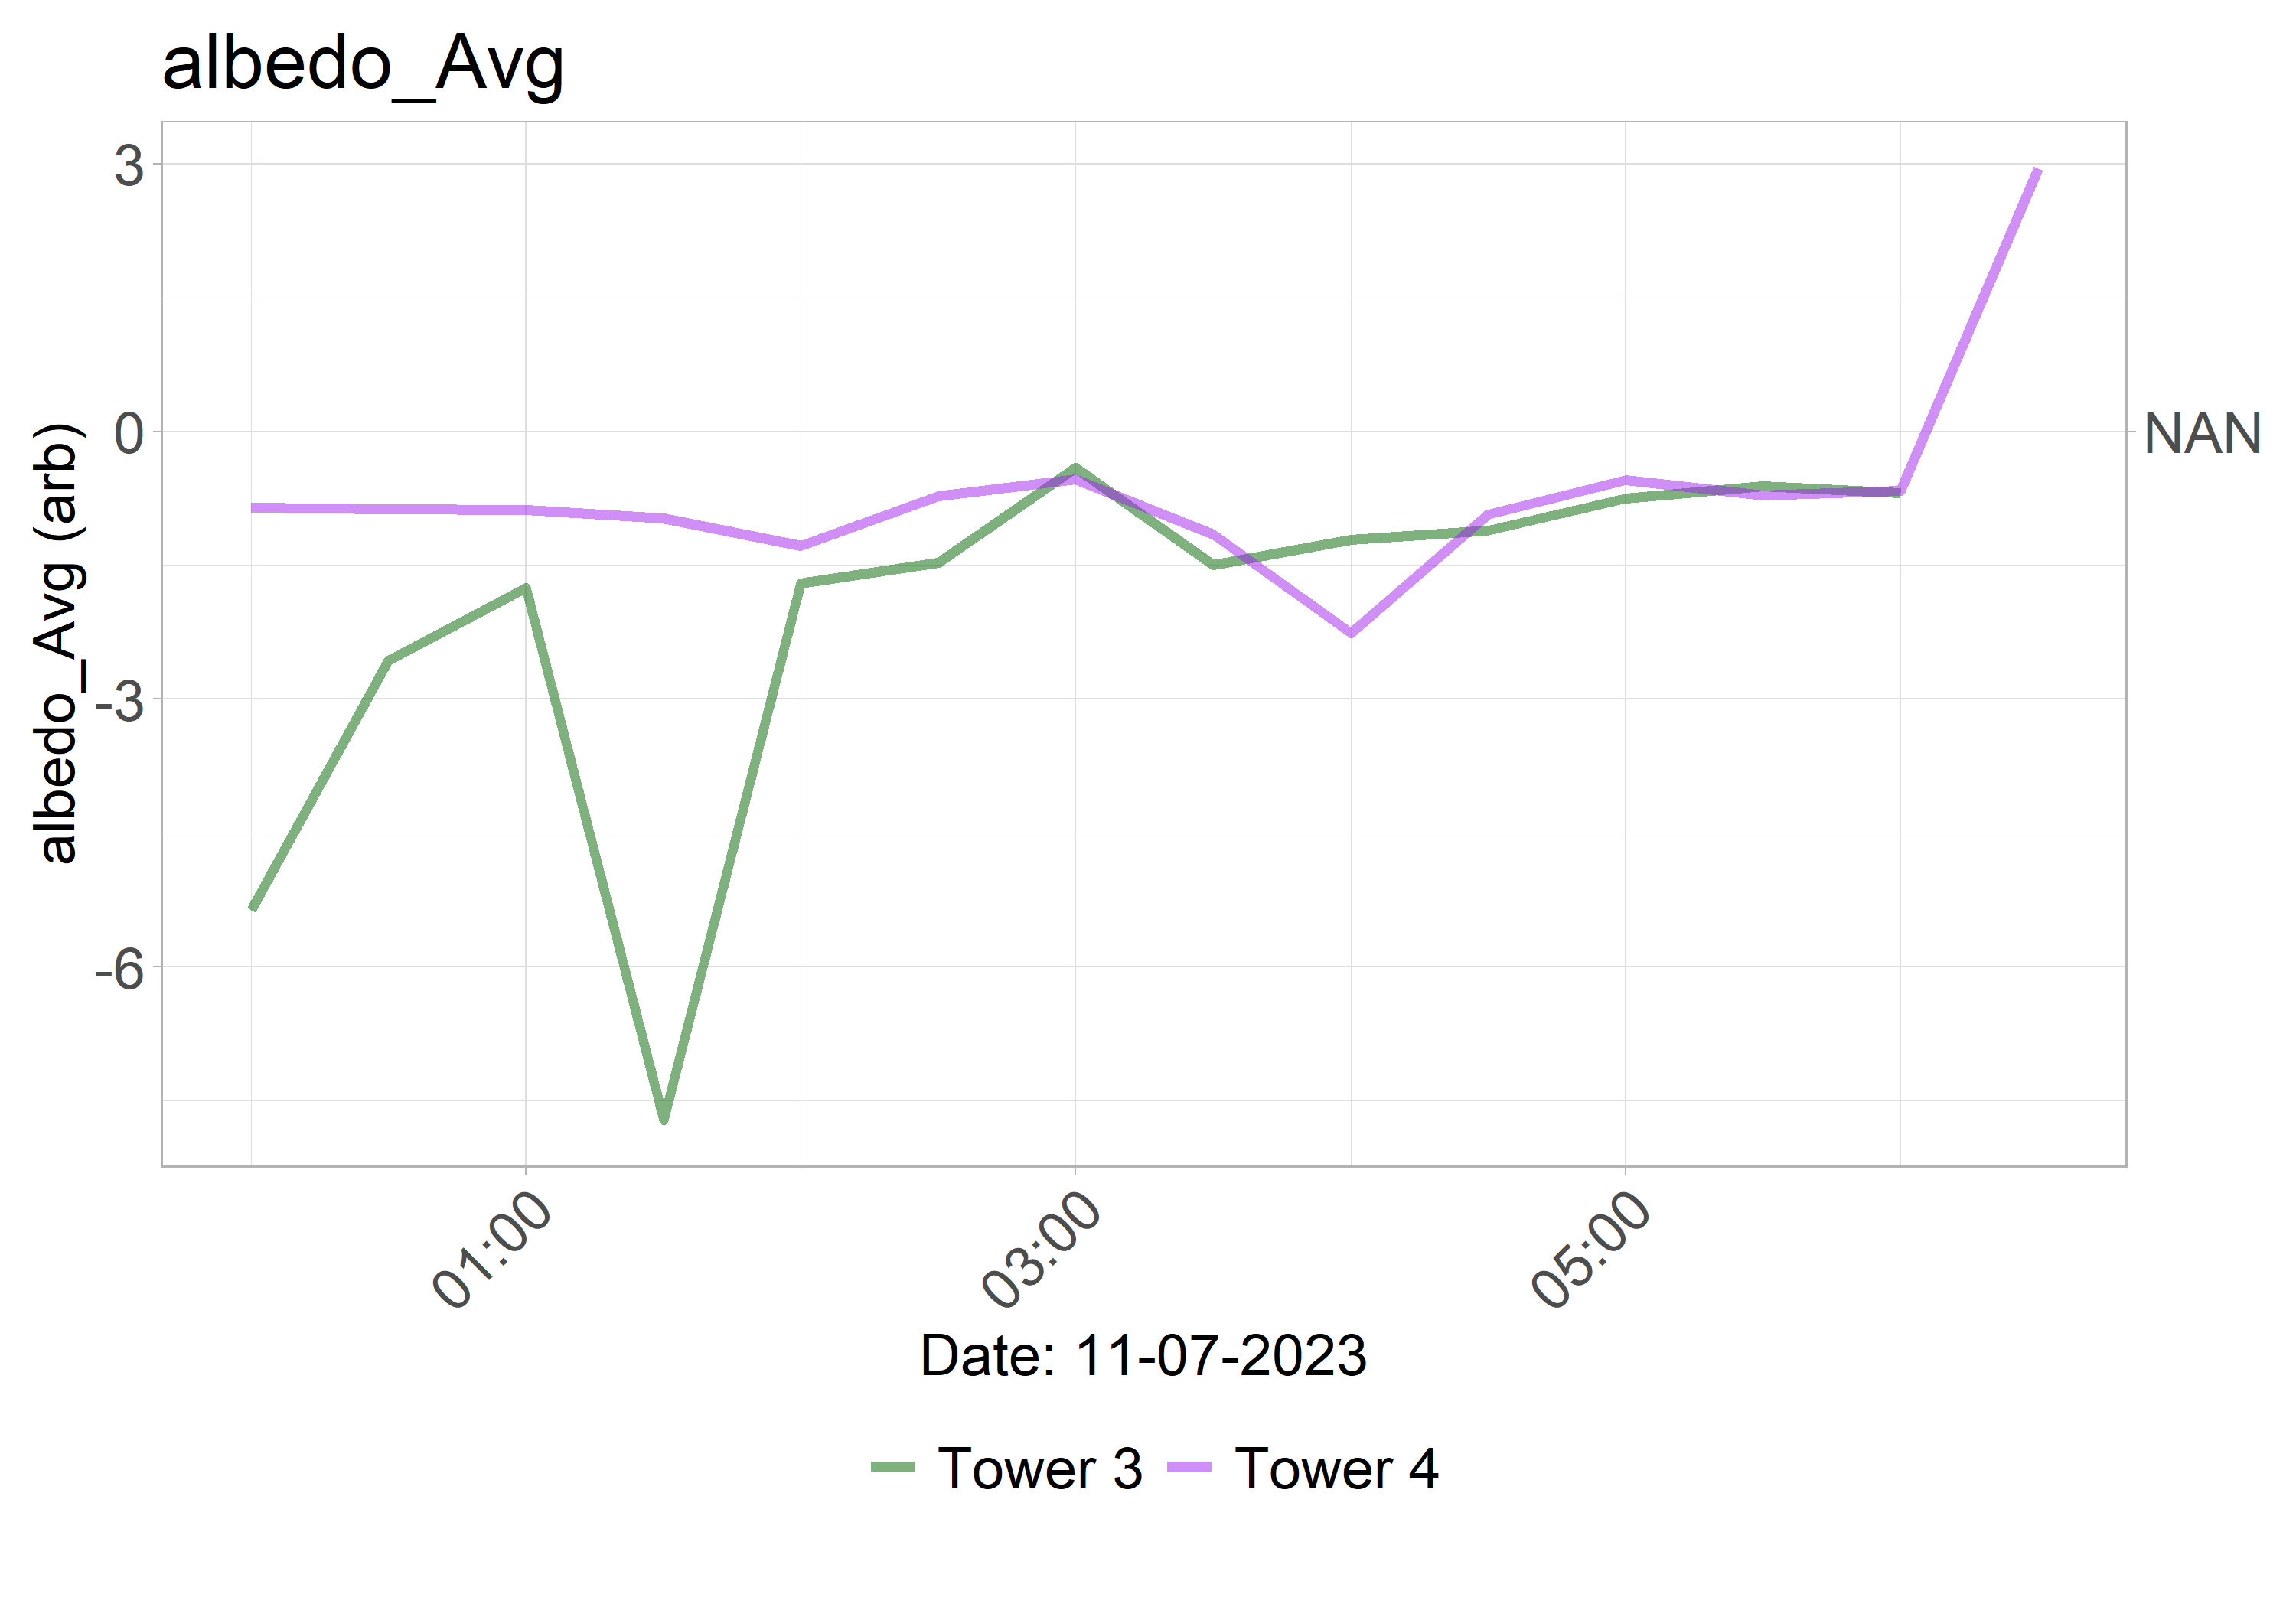 albedo_Avg
albedo_Avg (arb)
3
0
-3
-6
NAN
01:00
03:00
05:00
Date: 11-07-2023
Tower 3
Tower 4